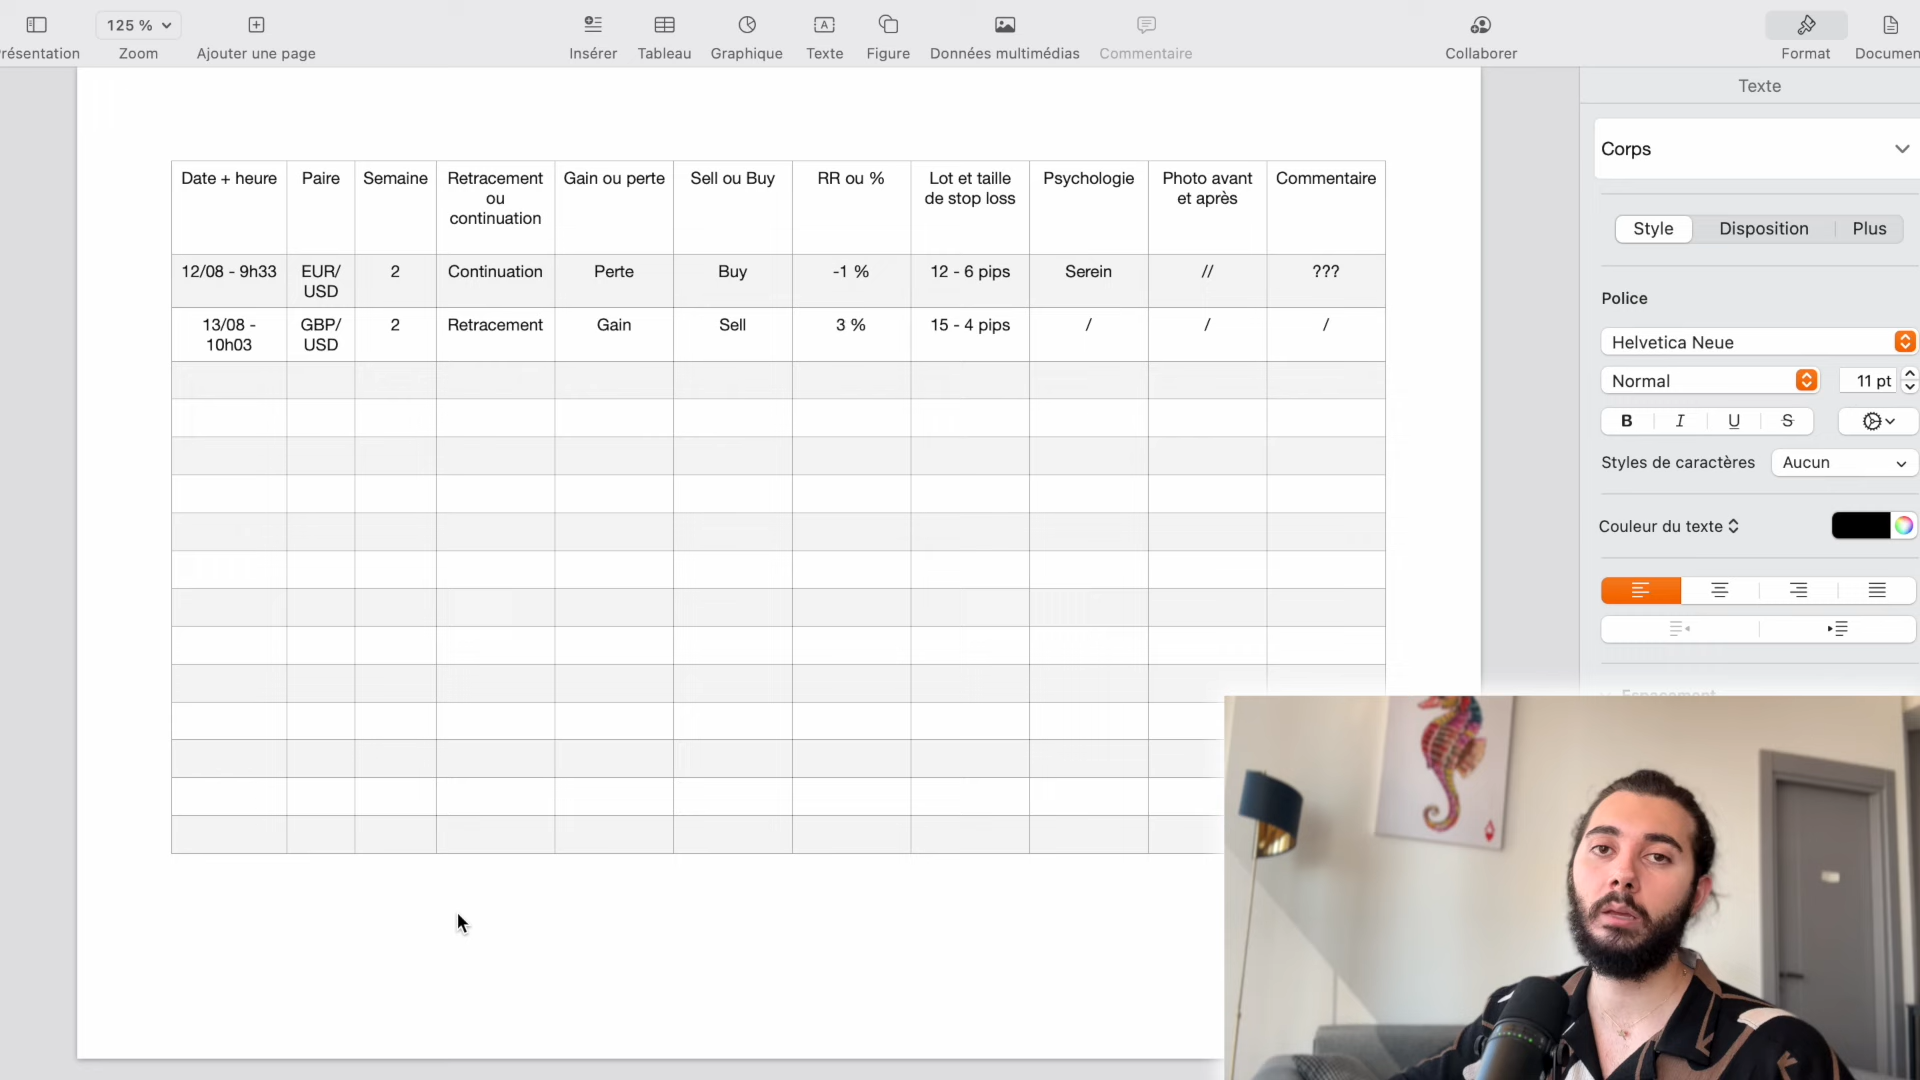 125 %
résentation
Zoom
Ajouter une page
Insérer
Tableau
Graphique
Texte
Figure
Données multimédias
Commentaire
Collaborer
Format
Documen
Date + heure
Paire
Semaine
Retracement
ou
continuation
Gain ou perte
Sell ou Buy
RR ou %
Lot et taille
de stop loss
Psychologie
Photo avant
et après
Commentaire
12/08 - 9h33
EUR/
USD
2
Continuation
Perte
Buy
-1 %
12 - 6 pips
Serein
//
???
13/08 -
10h03
GBP/
USD
2
Retracement
Gain
Sell
3 %
15 - 4 pips
/
/
/
Texte
Corps
Style
Disposition
Plus
Police
Helvetica Neue
Normal
11 pt
B I U S
Styles de caractères
Aucun
Couleur du texte
Espacement